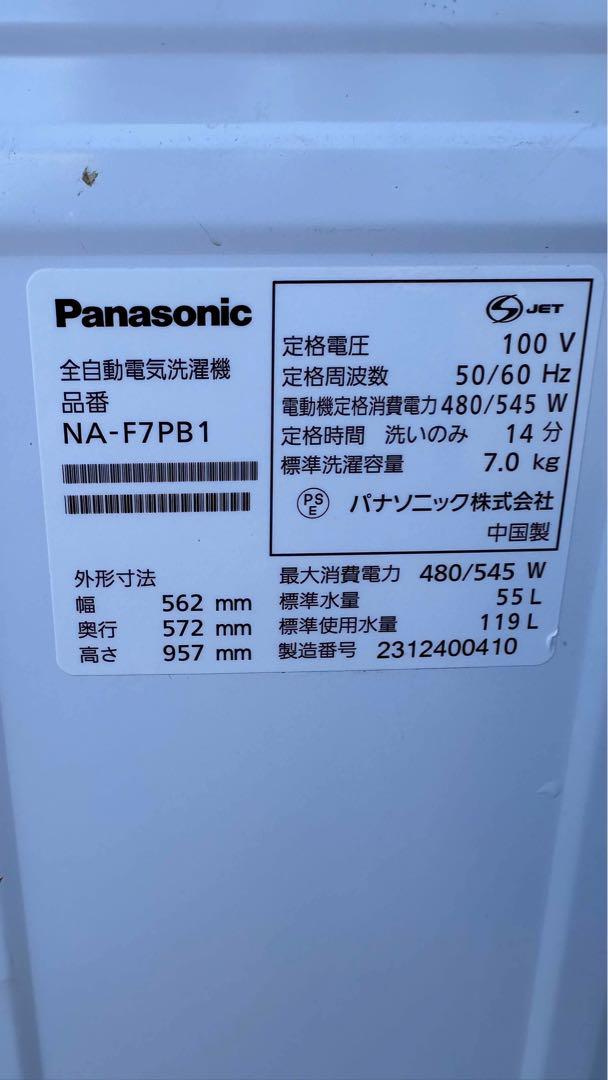 Panasonic
全自動電気洗濯機
品番
NA-F7PB1
S JET
定格電圧 100 V
定格周波数 50/60 Hz
電動機定格消費電力 480/545 W
定格時間 洗いのみ 14 分
標準洗濯容量 7.0 kg
PS E パナソニック株式会社
中国製
外形寸法
幅 562 mm
奥行 572 mm
高さ 957 mm
最大消費電力 480/545 W
標準水量 55 L
標準使用水量 119 L
製造番号 2312400410